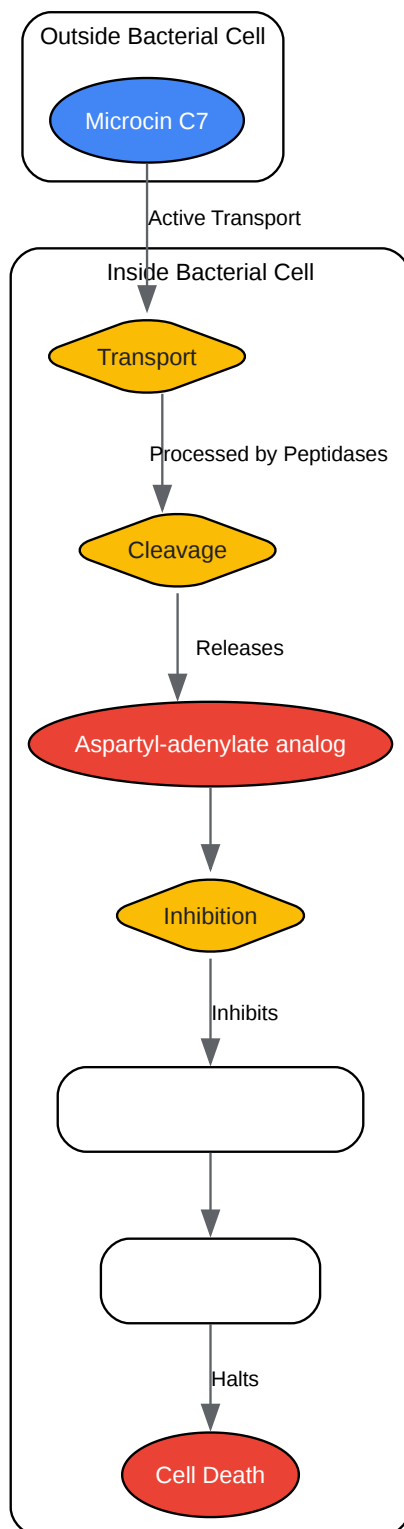 Outside Bacterial Cell
Microcin C7
Active Transport
Inside Bacterial Cell
Transport
Processed by Peptidases
Cleavage
Releases
Aspartyl-adenylate analog
Inhibition
Inhibits
Halts
Cell Death